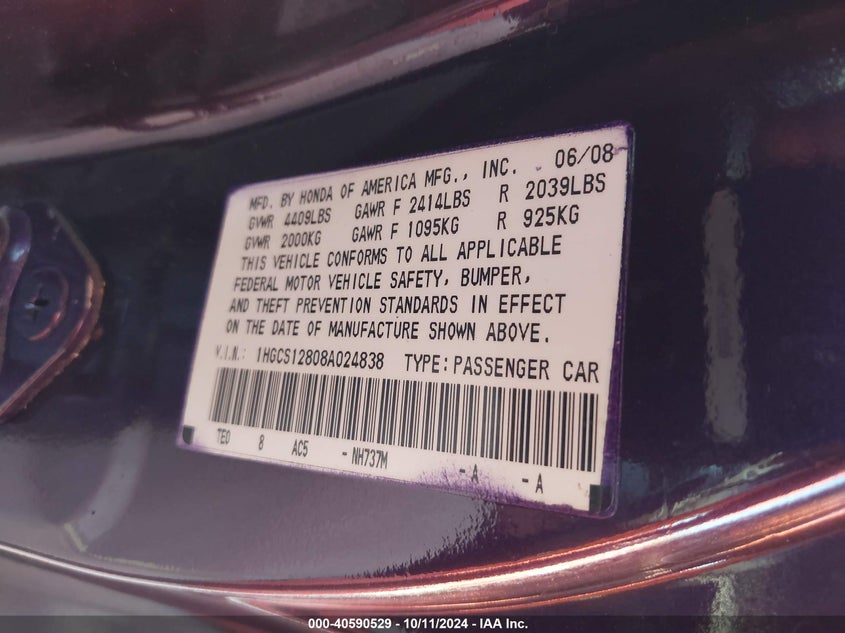 MFD. BY HONDA OF AMERICA MFG., INC. 06/08
GVWR 4409LBS GAWR F 2414LBS R 2039LBS
GVWR 2000KG GAWR F 1095KG R 925KG
THIS VEHICLE CONFORMS TO ALL APPLICABLE
FEDERAL MOTOR VEHICLE SAFETY, BUMPER,
AND THEFT PREVENTION STANDARDS IN EFFECT
ON THE DATE OF MANUFACTURE SHOWN ABOVE.
V.I.N.: 1HGCS12808A024838 TYPE: PASSENGER CAR
TE0 8 AC5 - NH737M - A - A
000-40590529 - 10/11/2024 - IAA Inc.